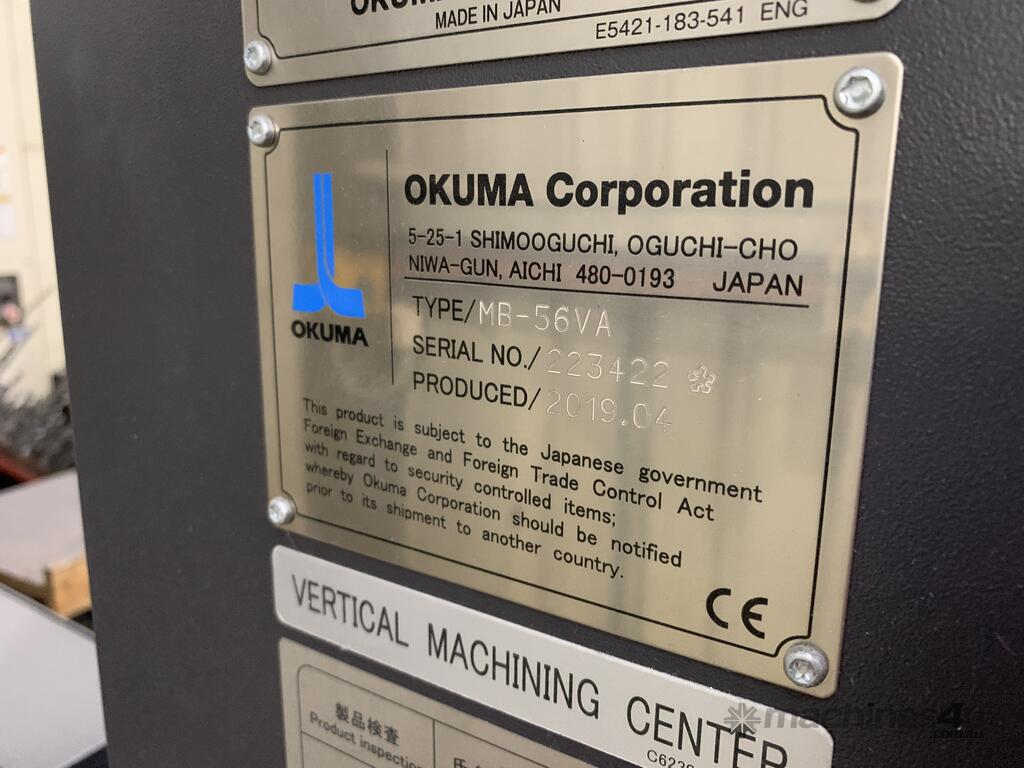 MADE IN JAPAN
E5421-183-541 ENG
OKUMA Corporation
5-25-1 SHIMOOGUCHI, OGUCHI-CHO
NIWA-GUN, AICHI 480-0193 JAPAN
OKUMA
TYPE/MB-56VA
SERIAL NO./223422
PRODUCED/2019.04
This product is subject to the Japanese government
Foreign Exchange and Foreign Trade Control Act
with regard to security controlled items;
whereby Okuma Corporation should be notified
prior to its shipment to another country.
CE
VERTICAL MACHINING CENTER
製品検査
Product inspection
machines4u
.com.au